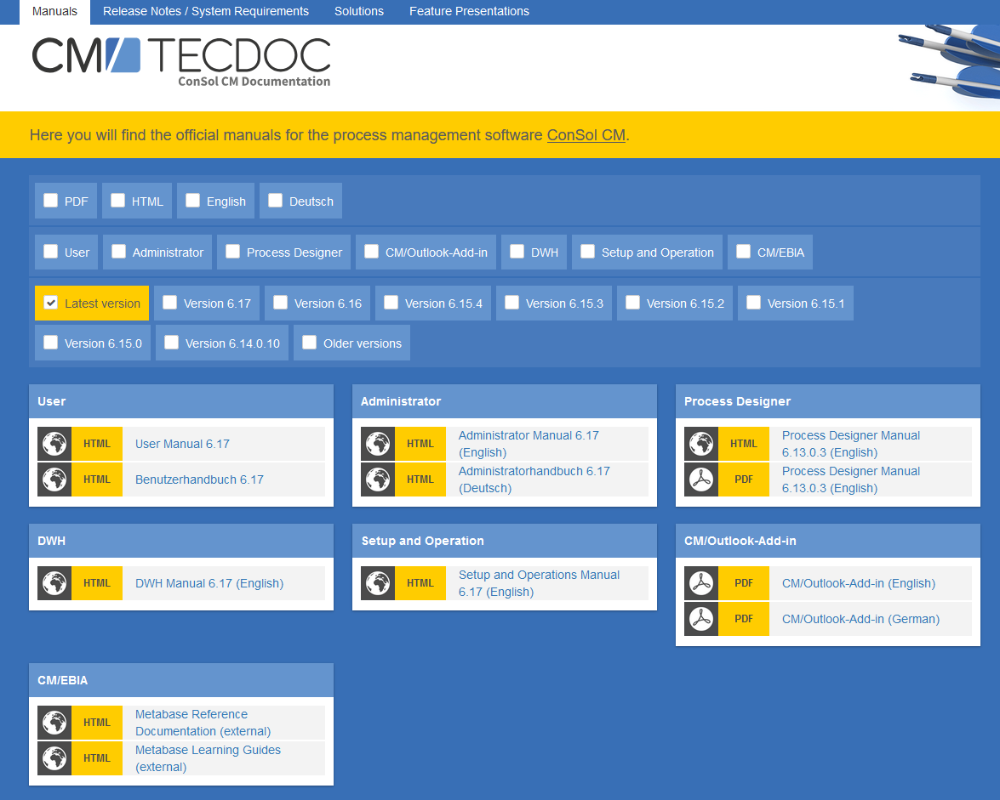 Manuals Release Notes / System Requirements Solutions Feature Presentations
CM TECDOC
ConSol CM Documentation
Here you will find the official manuals for the process management software ConSol CM.
PDF HTML English Deutsch
User Administrator Process Designer CM/Outlook-Add-in DWH Setup and Operation CM/EBIA
Latest version Version 6.17 Version 6.16 Version 6.15.4 Version 6.15.3 Version 6.15.2 Version 6.15.1
Version 6.15.0 Version 6.14.0.10 Older versions
User
HTML User Manual 6.17
HTML Benutzerhandbuch 6.17
Administrator
HTML Administrator Manual 6.17
(English)
HTML Administratorhandbuch 6.17
(Deutsch)
Process Designer
HTML Process Designer Manual
6.13.0.3 (English)
PDF Process Designer Manual
6.13.0.3 (English)
DWH
HTML DWH Manual 6.17 (English)
Setup and Operation
HTML Setup and Operations Manual
6.17 (English)
CM/Outlook-Add-in
PDF CM/Outlook-Add-in (English)
PDF CM/Outlook-Add-in (German)
CM/EBIA
HTML Metabase Reference
Documentation (external)
HTML Metabase Learning Guides
(external)